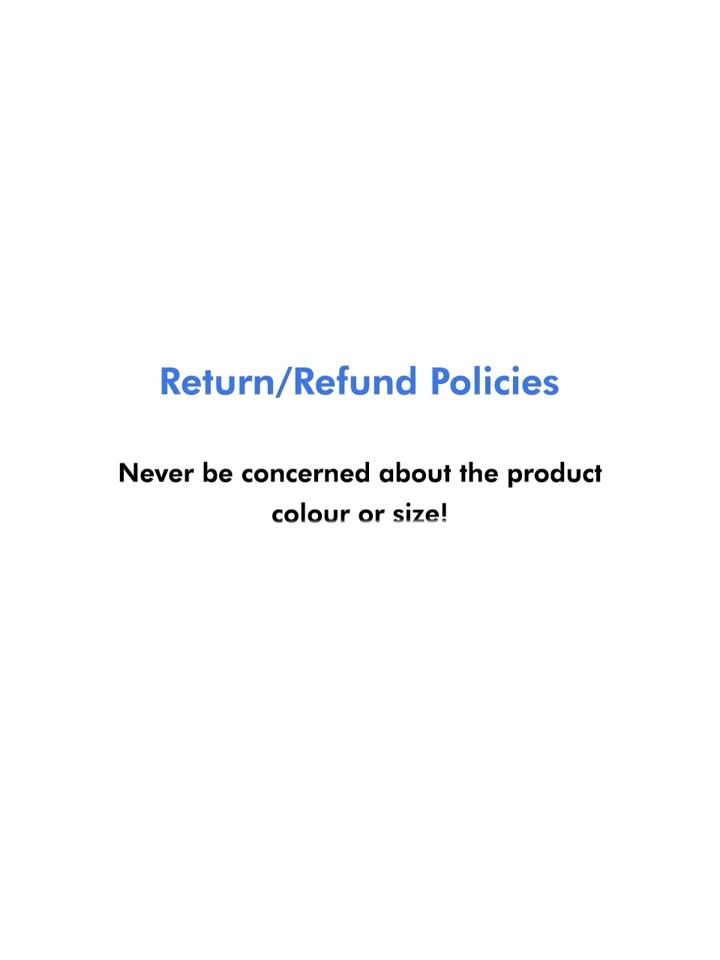 Return/Refund Policies
Never be concerned about the product
colour or size!